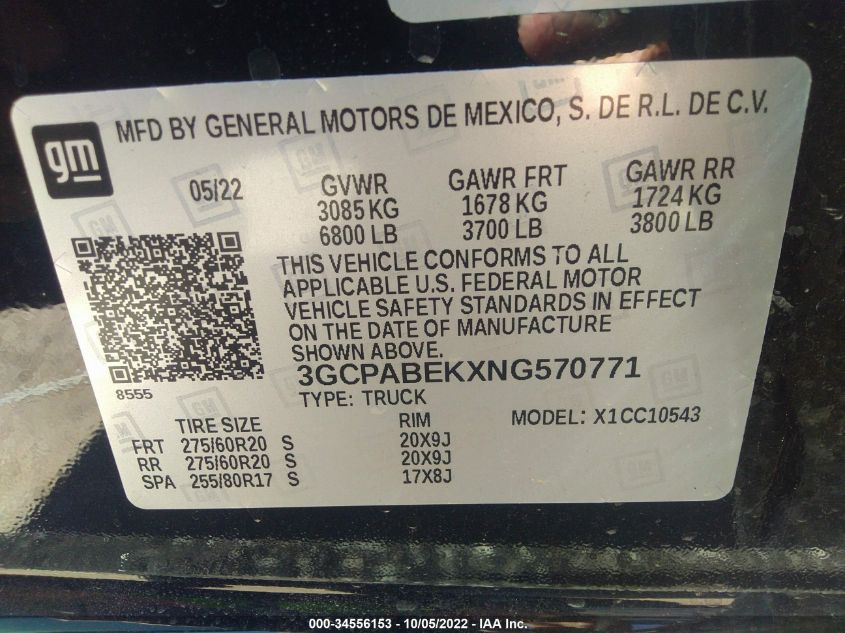 gm
MFD BY GENERAL MOTORS DE MEXICO, S. DE R.L. DE C.V.
05/22 GVWR GAWR FRT GAWR RR
3085 KG 1678 KG 1724 KG
6800 LB 3700 LB 3800 LB
THIS VEHICLE CONFORMS TO ALL
APPLICABLE U.S. FEDERAL MOTOR
VEHICLE SAFETY STANDARDS IN EFFECT
ON THE DATE OF MANUFACTURE
SHOWN ABOVE.
3GCPABEKXNG570771
8555
TYPE: TRUCK
TIRE SIZE RIM MODEL: X1CC10543
FRT 275/60R20 S 20X9J
RR 275/60R20 S 20X9J
SPA 255/80R17 S 17X8J
000-34556153 - 10/05/2022 - IAA Inc.